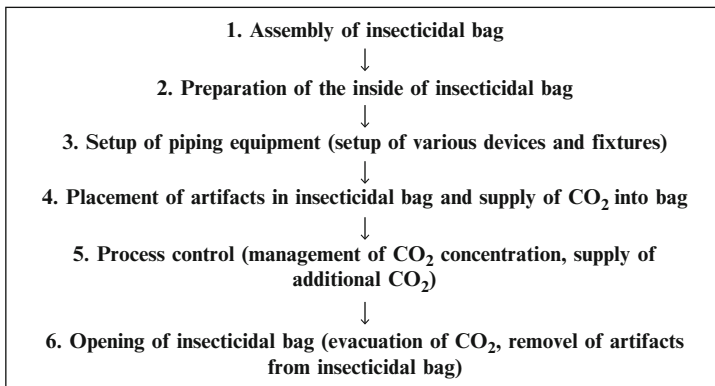 1. Assembly of insecticidal bag
↓
2. Preparation of the inside of insecticidal bag
↓
3. Setup of piping equipment (setup of various devices and fixtures)
↓
4. Placement of artifacts in insecticidal bag and supply of CO₂ into bag
↓
5. Process control (management of CO₂ concentration, supply of
additional CO₂)
↓
6. Opening of insecticidal bag (evacuation of CO₂, removel of artifacts
from insecticidal bag)